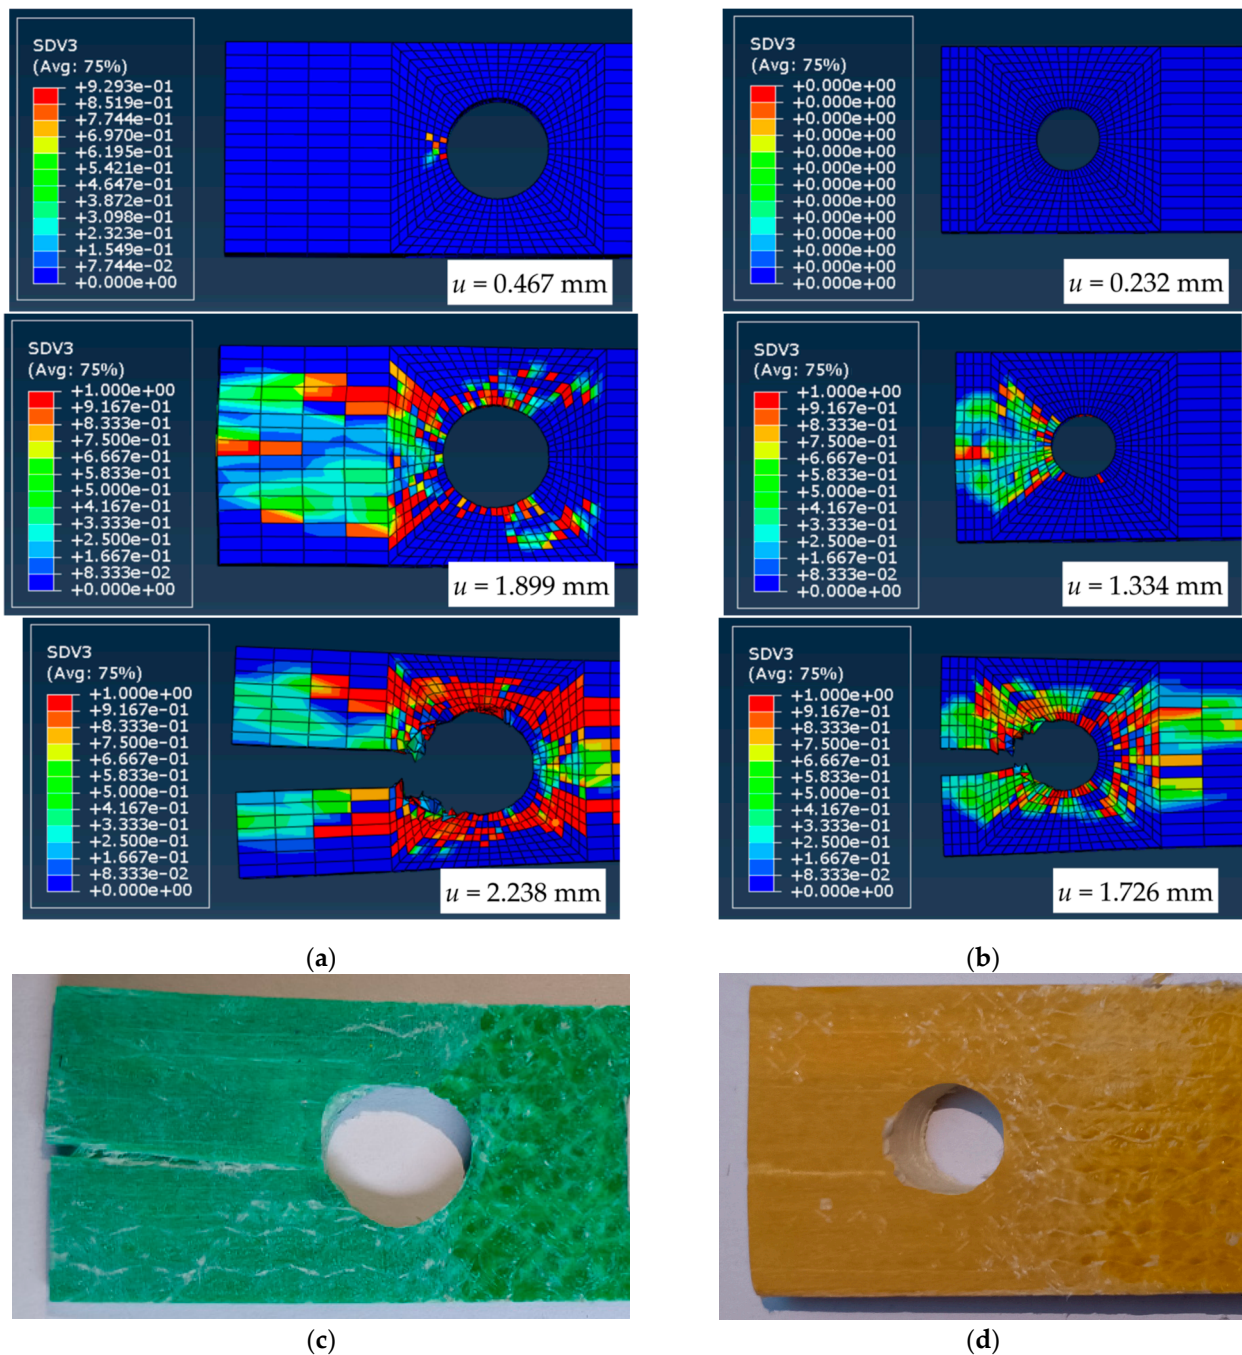 SDV3
(Avg: 75%)
+9.293e-01
+8.519e-01
+7.744e-01
+6.970e-01
+6.195e-01
+5.421e-01
+4.647e-01
+3.872e-01
+3.098e-01
+2.323e-01
+1.549e-01
+7.744e-02
+0.000e+00
u = 0.467 mm
SDV3
(Avg: 75%)
+0.000e+00
+0.000e+00
+0.000e+00
+0.000e+00
+0.000e+00
+0.000e+00
+0.000e+00
+0.000e+00
+0.000e+00
+0.000e+00
+0.000e+00
+0.000e+00
+0.000e+00
u = 0.232 mm
SDV3
(Avg: 75%)
+1.000e+00
+9.167e-01
+8.333e-01
+7.500e-01
+6.667e-01
+5.833e-01
+5.000e-01
+4.167e-01
+3.333e-01
+2.500e-01
+1.667e-01
+8.333e-02
+0.000e+00
u = 1.899 mm
SDV3
(Avg: 75%)
+1.000e+00
+9.167e-01
+8.333e-01
+7.500e-01
+6.667e-01
+5.833e-01
+5.000e-01
+4.167e-01
+3.333e-01
+2.500e-01
+1.667e-01
+8.333e-02
+0.000e+00
u = 1.334 mm
SDV3
(Avg: 75%)
+1.000e+00
+9.167e-01
+8.333e-01
+7.500e-01
+6.667e-01
+5.833e-01
+5.000e-01
+4.167e-01
+3.333e-01
+2.500e-01
+1.667e-01
+8.333e-02
+0.000e+00
u = 2.238 mm
SDV3
(Avg: 75%)
+1.000e+00
+9.167e-01
+8.333e-01
+7.500e-01
+6.667e-01
+5.833e-01
+5.000e-01
+4.167e-01
+3.333e-01
+2.500e-01
+1.667e-01
+8.333e-02
+0.000e+00
u = 1.726 mm
(a)
(b)
(c)
(d)